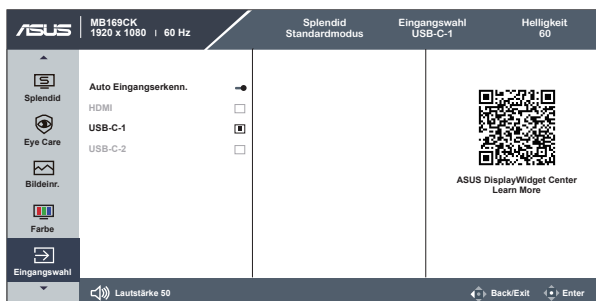 ASUS
MB169CK
1920 x 1080 | 60 Hz
Splendid
Standardmodus
Eingangswahl
USB-C-1
Helligkeit
60
Splendid
Eye Care
Bildeinr.
Farbe
Eingangswahl
Auto Eingangserkenn.
HDMI
USB-C-1
USB-C-2
ASUS DisplayWidget Center
Learn More
Lautstärke 50
Back/Exit
Enter